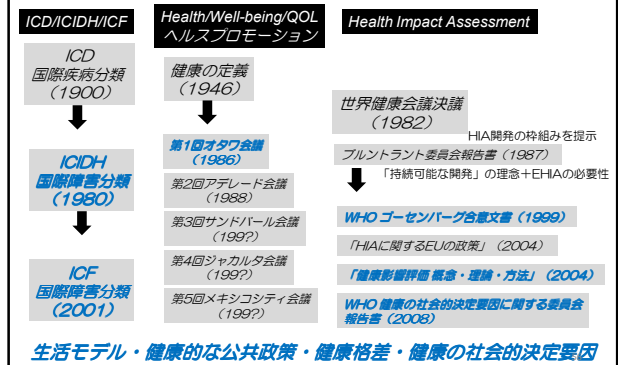 ICD/ICIDH/ICF
ICD
国際疾病分類
（1900）
ICIDH
国際障害分類
（1980）
ICF
国際障害分類
（2001）
Health/Well-being/QOL
ヘルスプロモーション
健康の定義
（1946）
第1回オタワ会議
（1986）
第2回アデレード会議
（1988）
第3回サンドバール会議
（199?）
第4回ジャカルタ会議
（199?）
第5回メキシコシティ会議
（199?）
Health Impact Assessment
世界健康会議決議
（1982）
HIA開発の枠組みを提示
ブルントラント委員会報告書（1987）
「持続可能な開発」の理念＋EHIAの必要性
WHO ゴーセンバーグ合意文書（1999）
「HIAに関するEUの政策」（2004）
「健康影響評価 概念・理論・方法」（2004）
WHO 健康の社会的決定要因に関する委員会
報告書（2008）
生活モデル・健康的な公共政策・健康格差・健康の社会的決定要因